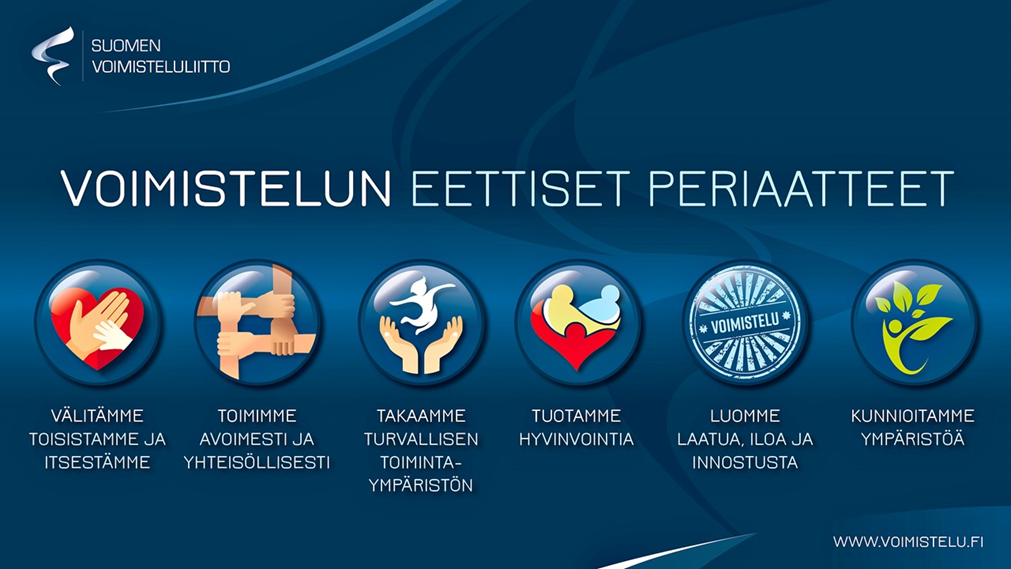 SUOMEN
VOIMISTELULIITTO
VOIMISTELUN EETTISET PERIAATTEET
VÄLITÄMME
TOISISTAMME JA
ITSESTÄMME
TOIMIMME
AVOIMESTI JA
YHTEISÖLLISESTI
TAKAAMME
TURVALLISEN
TOIMINTA-
YMPÄRISTÖN
TUOTAMME
HYVINVOINTIA
VOIMISTELU
LUOMME
LAATUA, ILOA JA
INNOSTUSTA
KUNNIOITAMME
YMPÄRISTÖÄ
WWW.VOIMISTELU.FI